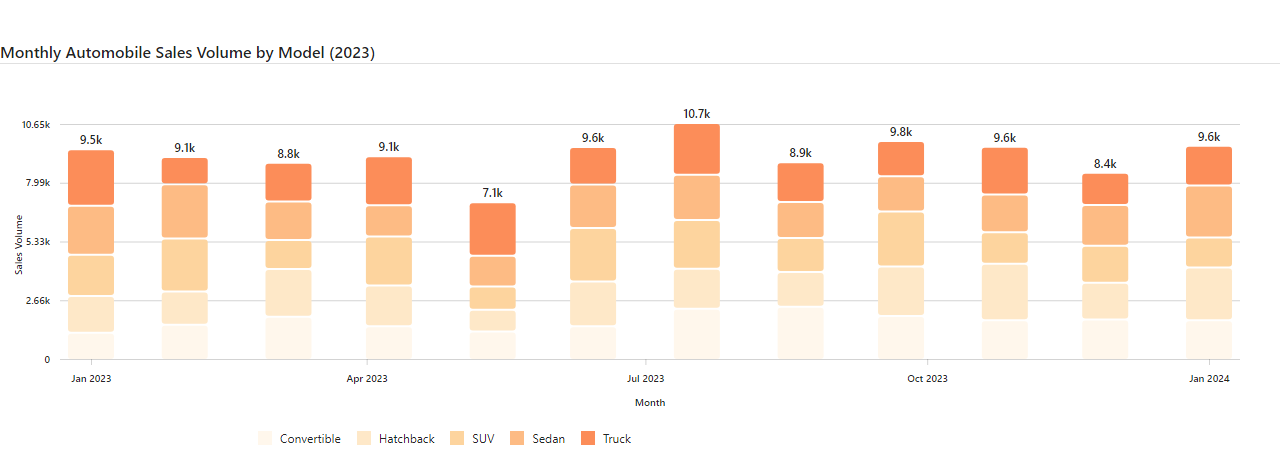 Monthly Automobile Sales Volume by Model (2023)
10.7k
10.65k
9.5k
9.1k
8.8k
9.1k
7.1k
9.6k
8.9k
9.8k
9.6k
8.4k
9.6k
7.99k
5.33k
2.66k
0
Sales Volume
Jan 2023 Apr 2023 Jul 2023 Oct 2023 Jan 2024
Month
Convertible Hatchback SUV Sedan Truck